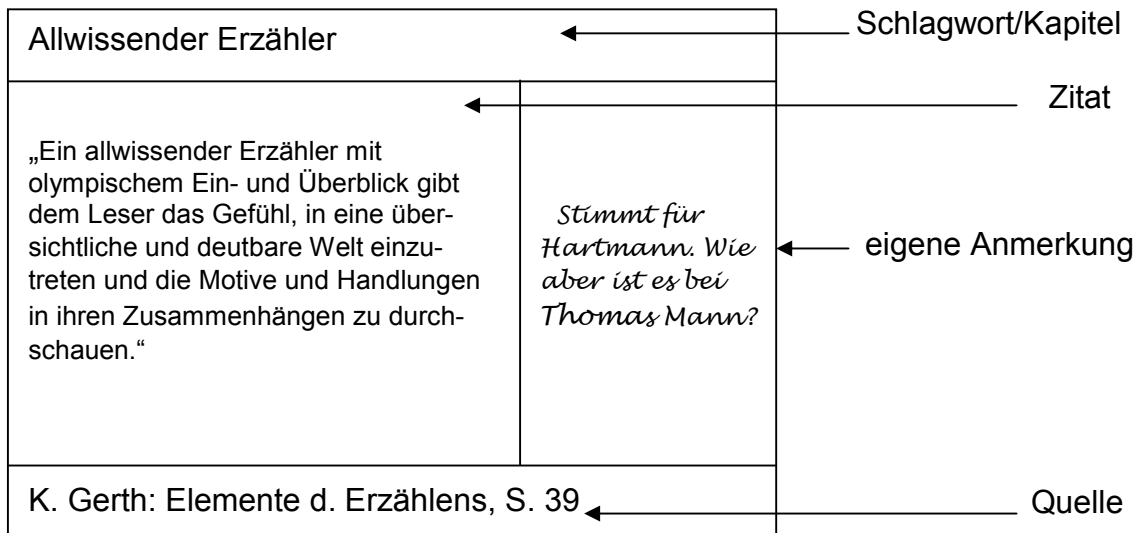 Allwissender Erzähler
Schlagwort/Kapitel
Zitat
„Ein allwissender Erzähler mit
olympischem Ein- und Überblick gibt
dem Leser das Gefühl, in eine über-
sichtliche und deutbare Welt einzu-
treten und die Motive und Handlungen
in ihren Zusammenhängen zu durch-
schauen.“
Stimmt für
Hartmann. Wie
aber ist es bei
Thomas Mann?
eigene Anmerkung
K. Gerth: Elemente d. Erzählens, S. 39
Quelle